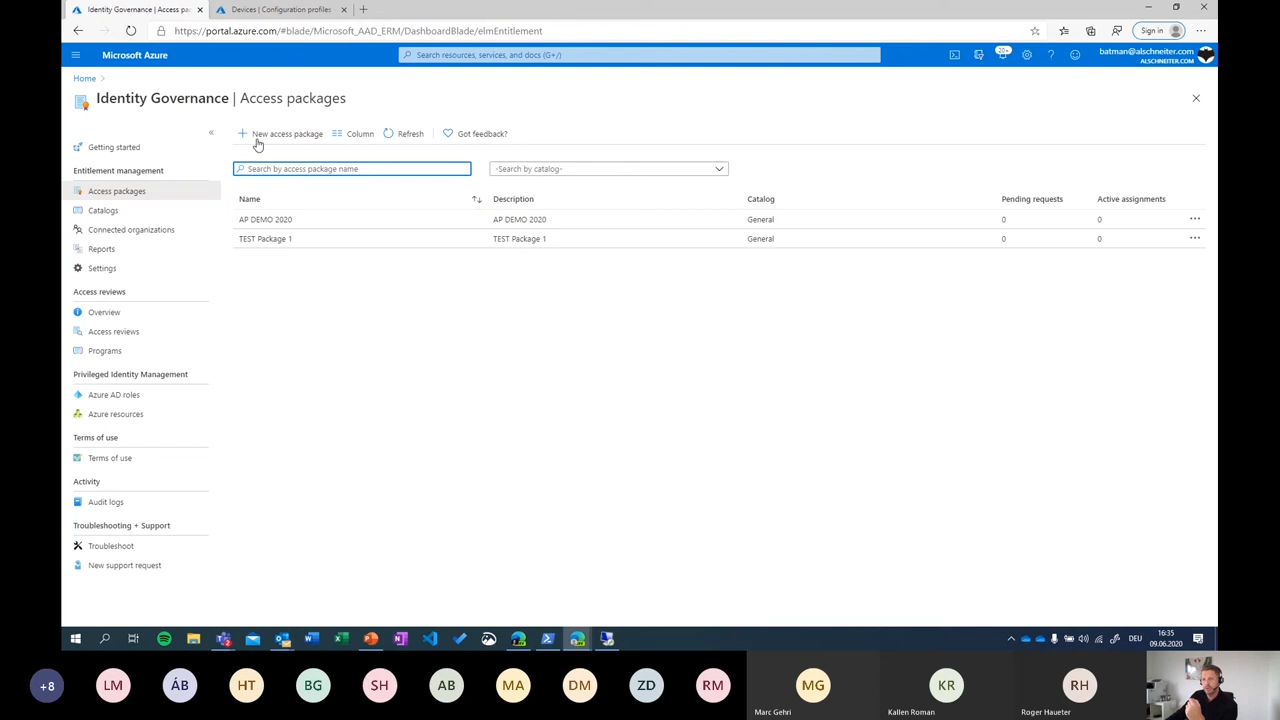 Identity Governance | Access pac
Devices | Configuration profiles
https://portal.azure.com/#blade/Microsoft_AAD_ERM/DashboardBlade/elmEntitlement
Sign in
Microsoft Azure
Search resources, services, and docs (G+/)
20+
batman@alschneiter.com
ALSCHNEITER.COM
Home
Identity Governance | Access packages
New access package
Column
Refresh
Got feedback?
Search by access package name
-Search by catalog-
Name
Description
Catalog
Pending requests
Active assignments
AP DEMO 2020
AP DEMO 2020
General
0
0
TEST Package 1
TEST Package 1
General
0
0
Getting started
Entitlement management
Access packages
Catalogs
Connected organizations
Reports
Settings
Access reviews
Overview
Access reviews
Programs
Privileged Identity Management
Azure AD roles
Azure resources
Terms of use
Terms of use
Activity
Audit logs
Troubleshooting + Support
Troubleshoot
New support request
DEU
16:35
09.06.2020
+8
LM
ÁB
HT
BG
SH
AB
MA
DM
ZD
RM
MG
Marc Gehri
KR
Kallen Roman
RH
Roger Haueter